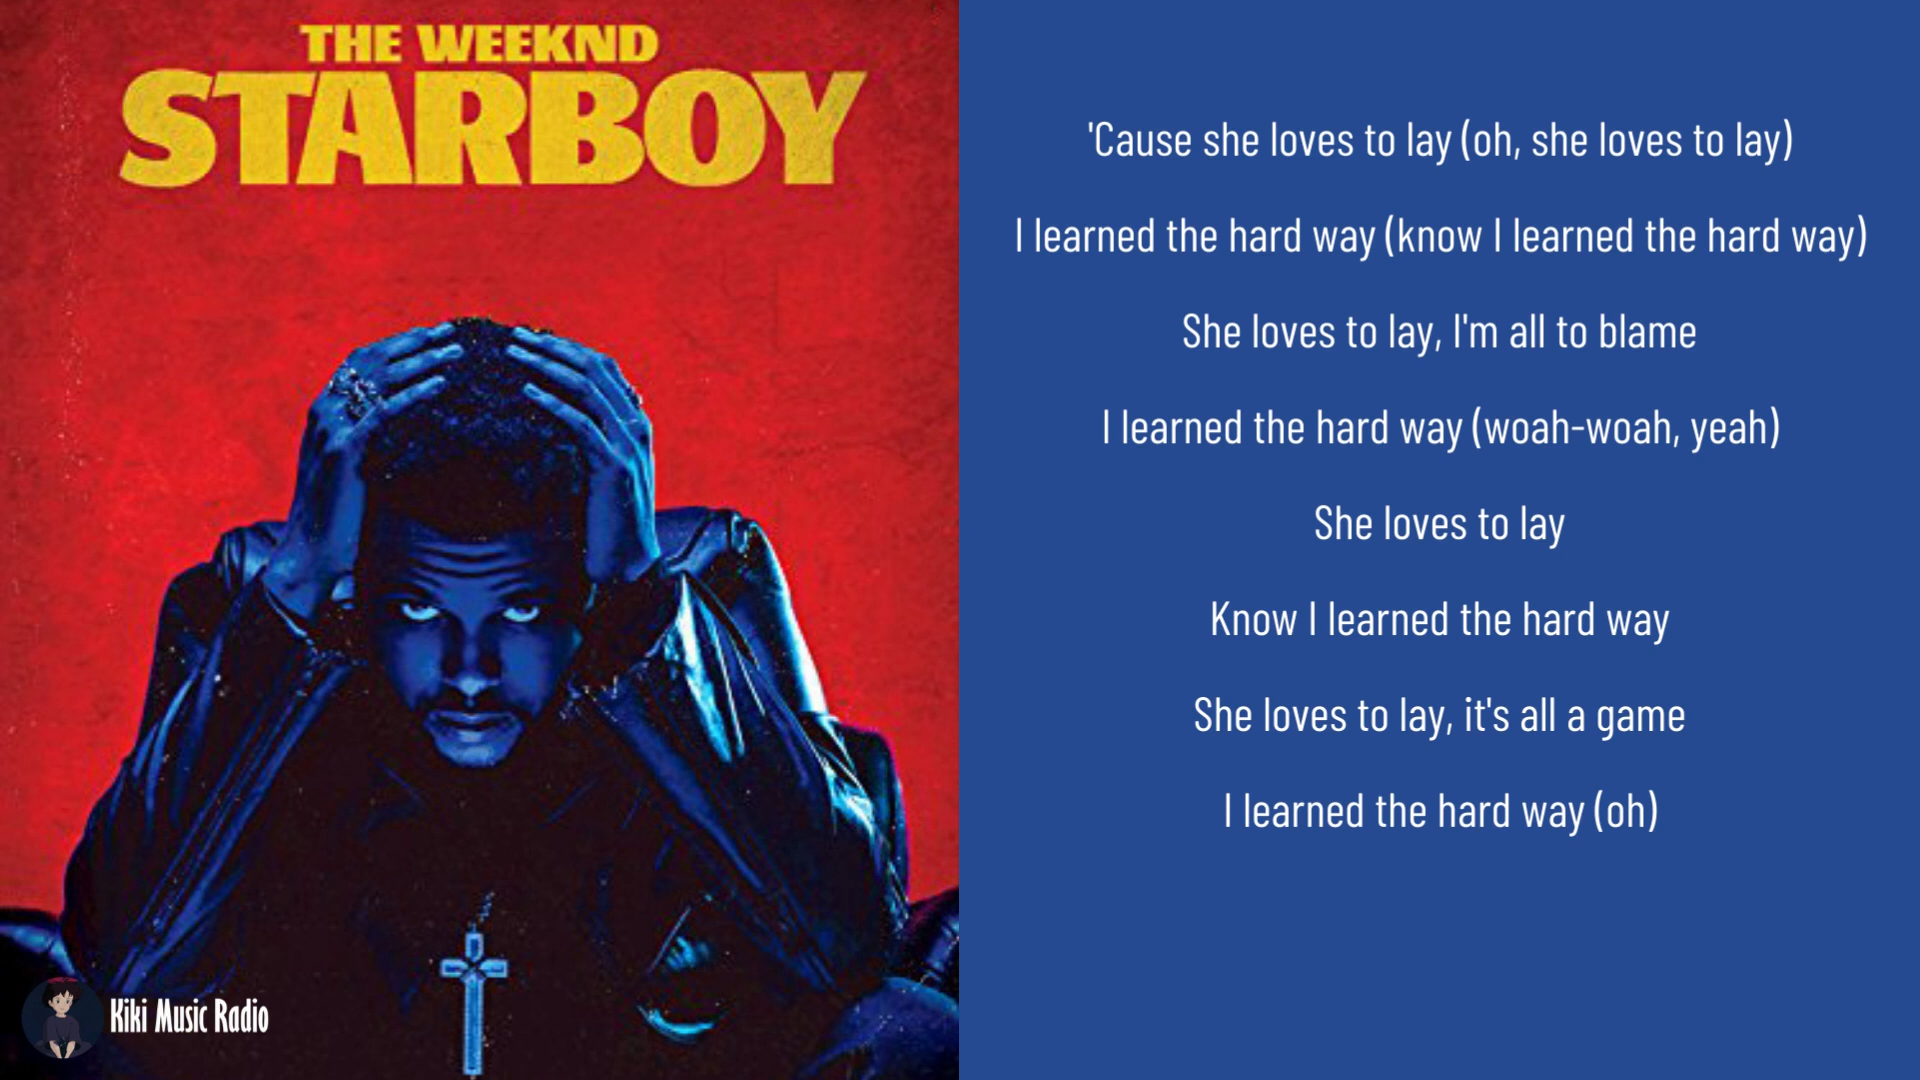 THE WEEKND
STARBOY
'Cause she loves to lay (oh, she loves to lay)
I learned the hard way (know I learned the hard way)
She loves to lay, I'm all to blame
I learned the hard way (woah-woah, yeah)
She loves to lay
Know I learned the hard way
She loves to lay, it's all a game
I learned the hard way (oh)
Kiki Music Radio